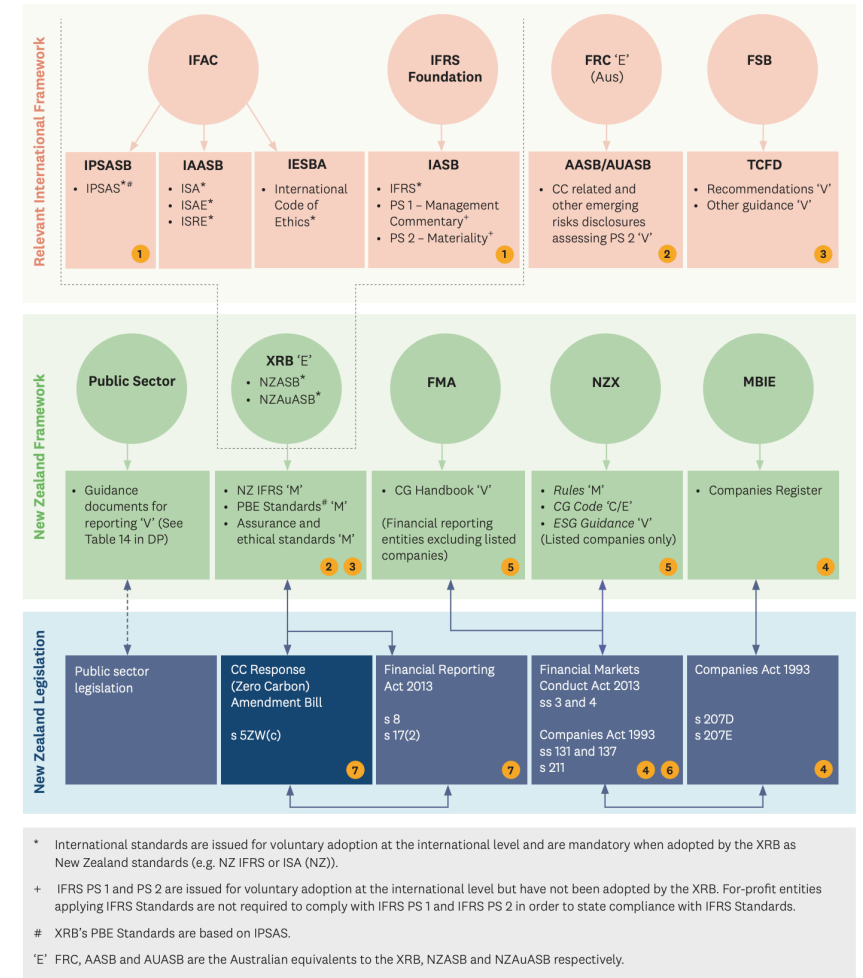 Relevant International Framework
IFAC
IFRS
Foundation
FRC ‘E’
(Aus)
FSB
IPSASB
• IPSAS*#
1
IAASB
• ISA*
• ISAE*
• ISRE*
IESBA
• International
Code of
Ethics*
IASB
• IFRS*
• PS 1 – Management
Commentary+
• PS 2 – Materiality+
1
AASB/AUASB
• CC related and
other emerging
risks disclosures
assessing PS 2 ‘V’
2
TCFD
• Recommendations ‘V’
• Other guidance ‘V’
3
New Zealand Framework
Public Sector
XRB ‘E’
• NZASB*
• NZAuASB*
FMA
NZX
MBIE
• Guidance
documents for
reporting ‘V’ (See
Table 14 in DP)
• NZ IFRS ‘M’
• PBE Standards# ‘M’
• Assurance and
ethical standards ‘M’
2 3
• CG Handbook ‘V’
(Financial reporting
entities excluding listed
companies)
5
• Rules ‘M’
• CG Code ‘C/E’
• ESG Guidance ‘V’
(Listed companies only)
5
• Companies Register
4
New Zealand Legislation
Public sector
legislation
CC Response
(Zero Carbon)
Amendment Bill
s 5ZW(c)
7
Financial Reporting
Act 2013
s 8
s 17(2)
7
Financial Markets
Conduct Act 2013
ss 3 and 4
Companies Act 1993
ss 131 and 137
s 211
4 6
Companies Act 1993
s 207D
s 207E
4
* International standards are issued for voluntary adoption at the international level and are mandatory when adopted by the XRB as
New Zealand standards (e.g. NZ IFRS or ISA (NZ)).
+ IFRS PS 1 and PS 2 are issued for voluntary adoption at the international level but have not been adopted by the XRB. For-profit entities
applying IFRS Standards are not required to comply with IFRS PS 1 and IFRS PS 2 in order to state compliance with IFRS Standards.
# XRB’s PBE Standards are based on IPSAS.
‘E’ FRC, AASB and AUASB are the Australian equivalents to the XRB, NZASB and NZAuASB respectively.